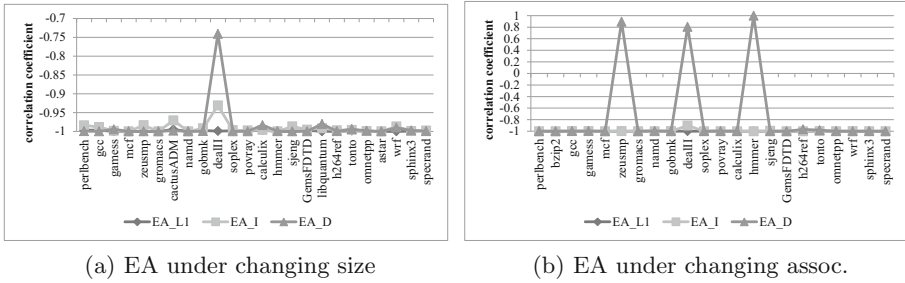 correlation coefficient
-0.7
-0.75
-0.8
-0.85
-0.9
-0.95
-1
perlbench
gcc
gamess
mcf
zeusmp
gromacs
cactusADM
namd
gobmk
dealII
soplex
povray
calculix
hmmer
sjeng
GemsFDTD
libquantum
h264ref
tonto
omnetpp
astar
wrf
sphinx3
specrand
EA_L1 EA_I EA_D
(a) EA under changing size
correlation coefficient
1
0.8
0.6
0.4
0.2
0
-0.2
-0.4
-0.6
-0.8
-1
perlbench
bzip2
gcc
gamess
mcf
zeusmp
gromacs
namd
gobmk
dealII
soplex
povray
calculix
hmmer
sjeng
GemsFDTD
h264ref
tonto
omnetpp
wrf
sphinx3
specrand
EA_L1 EA_I EA_D
(b) EA under changing assoc.